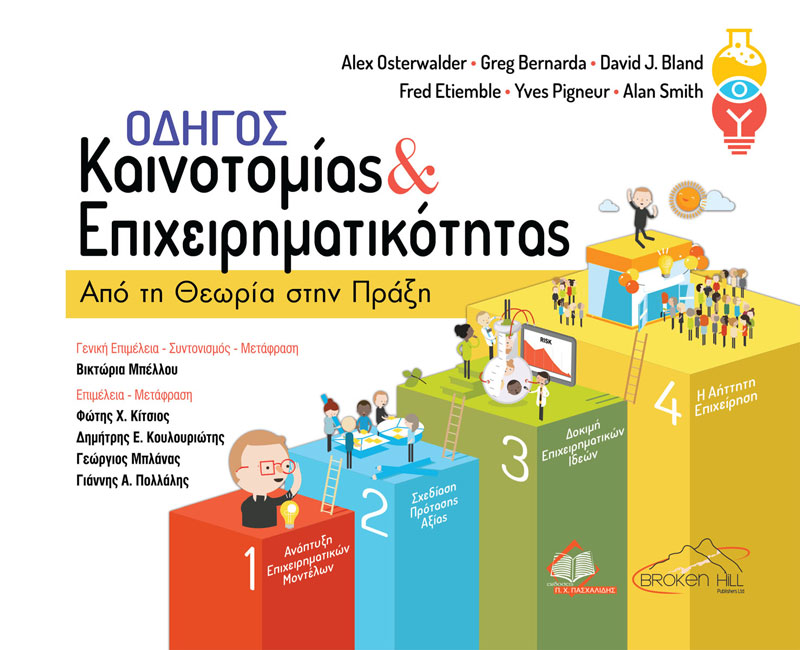 Alex Osterwalder • Greg Bernarda • David J. Bland
Fred Etiemble • Yves Pigneur • Alan Smith
ΟΔΗΓΟΣ
Καινοτομίας &
Επιχειρηματικότητας
Από τη Θεωρία στην Πράξη
Γενική Επιμέλεια - Συντονισμός - Μετάφραση
Βικτώρια Μπέλλου
Επιμέλεια - Μετάφραση
Φώτης Χ. Κίτσιος
Δημήτρης Ε. Κουλουριώτης
Γεώργιος Μπλάνας
Γιάννης Α. Πολλάλης
1
Ανάπτυξη
Επιχειρηματικών
Μοντέλων
2
Σχεδίαση
Πρότασης
Αξίας
RISK
3
Δοκιμή
Επιχειρηματικών
Ιδεών
4
Η Αήττητη
Επιχείρηση
εκδόσεις
Π. Χ. ΠΑΣΧΑΛΙΔΗΣ
BROKEN HILL
Publishers Ltd